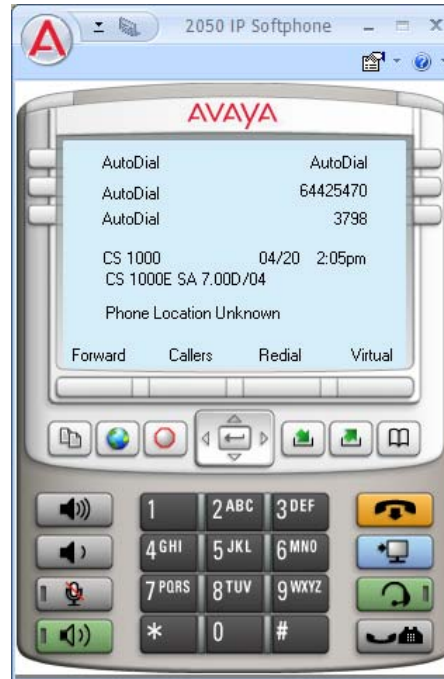 2050 IP Softphone
AVAYA
AutoDial AutoDial
AutoDial 64425470
AutoDial 3798
CS 1000 04/20 2:05pm
CS 1000E SA 7.00D/04
Phone Location Unknown
Forward Callers Redial Virtual
1 2 ABC 3 DEF
4 GHI 5 JKL 6 MNO
7 PQRS 8 TUV 9 WXYZ
* 0 #